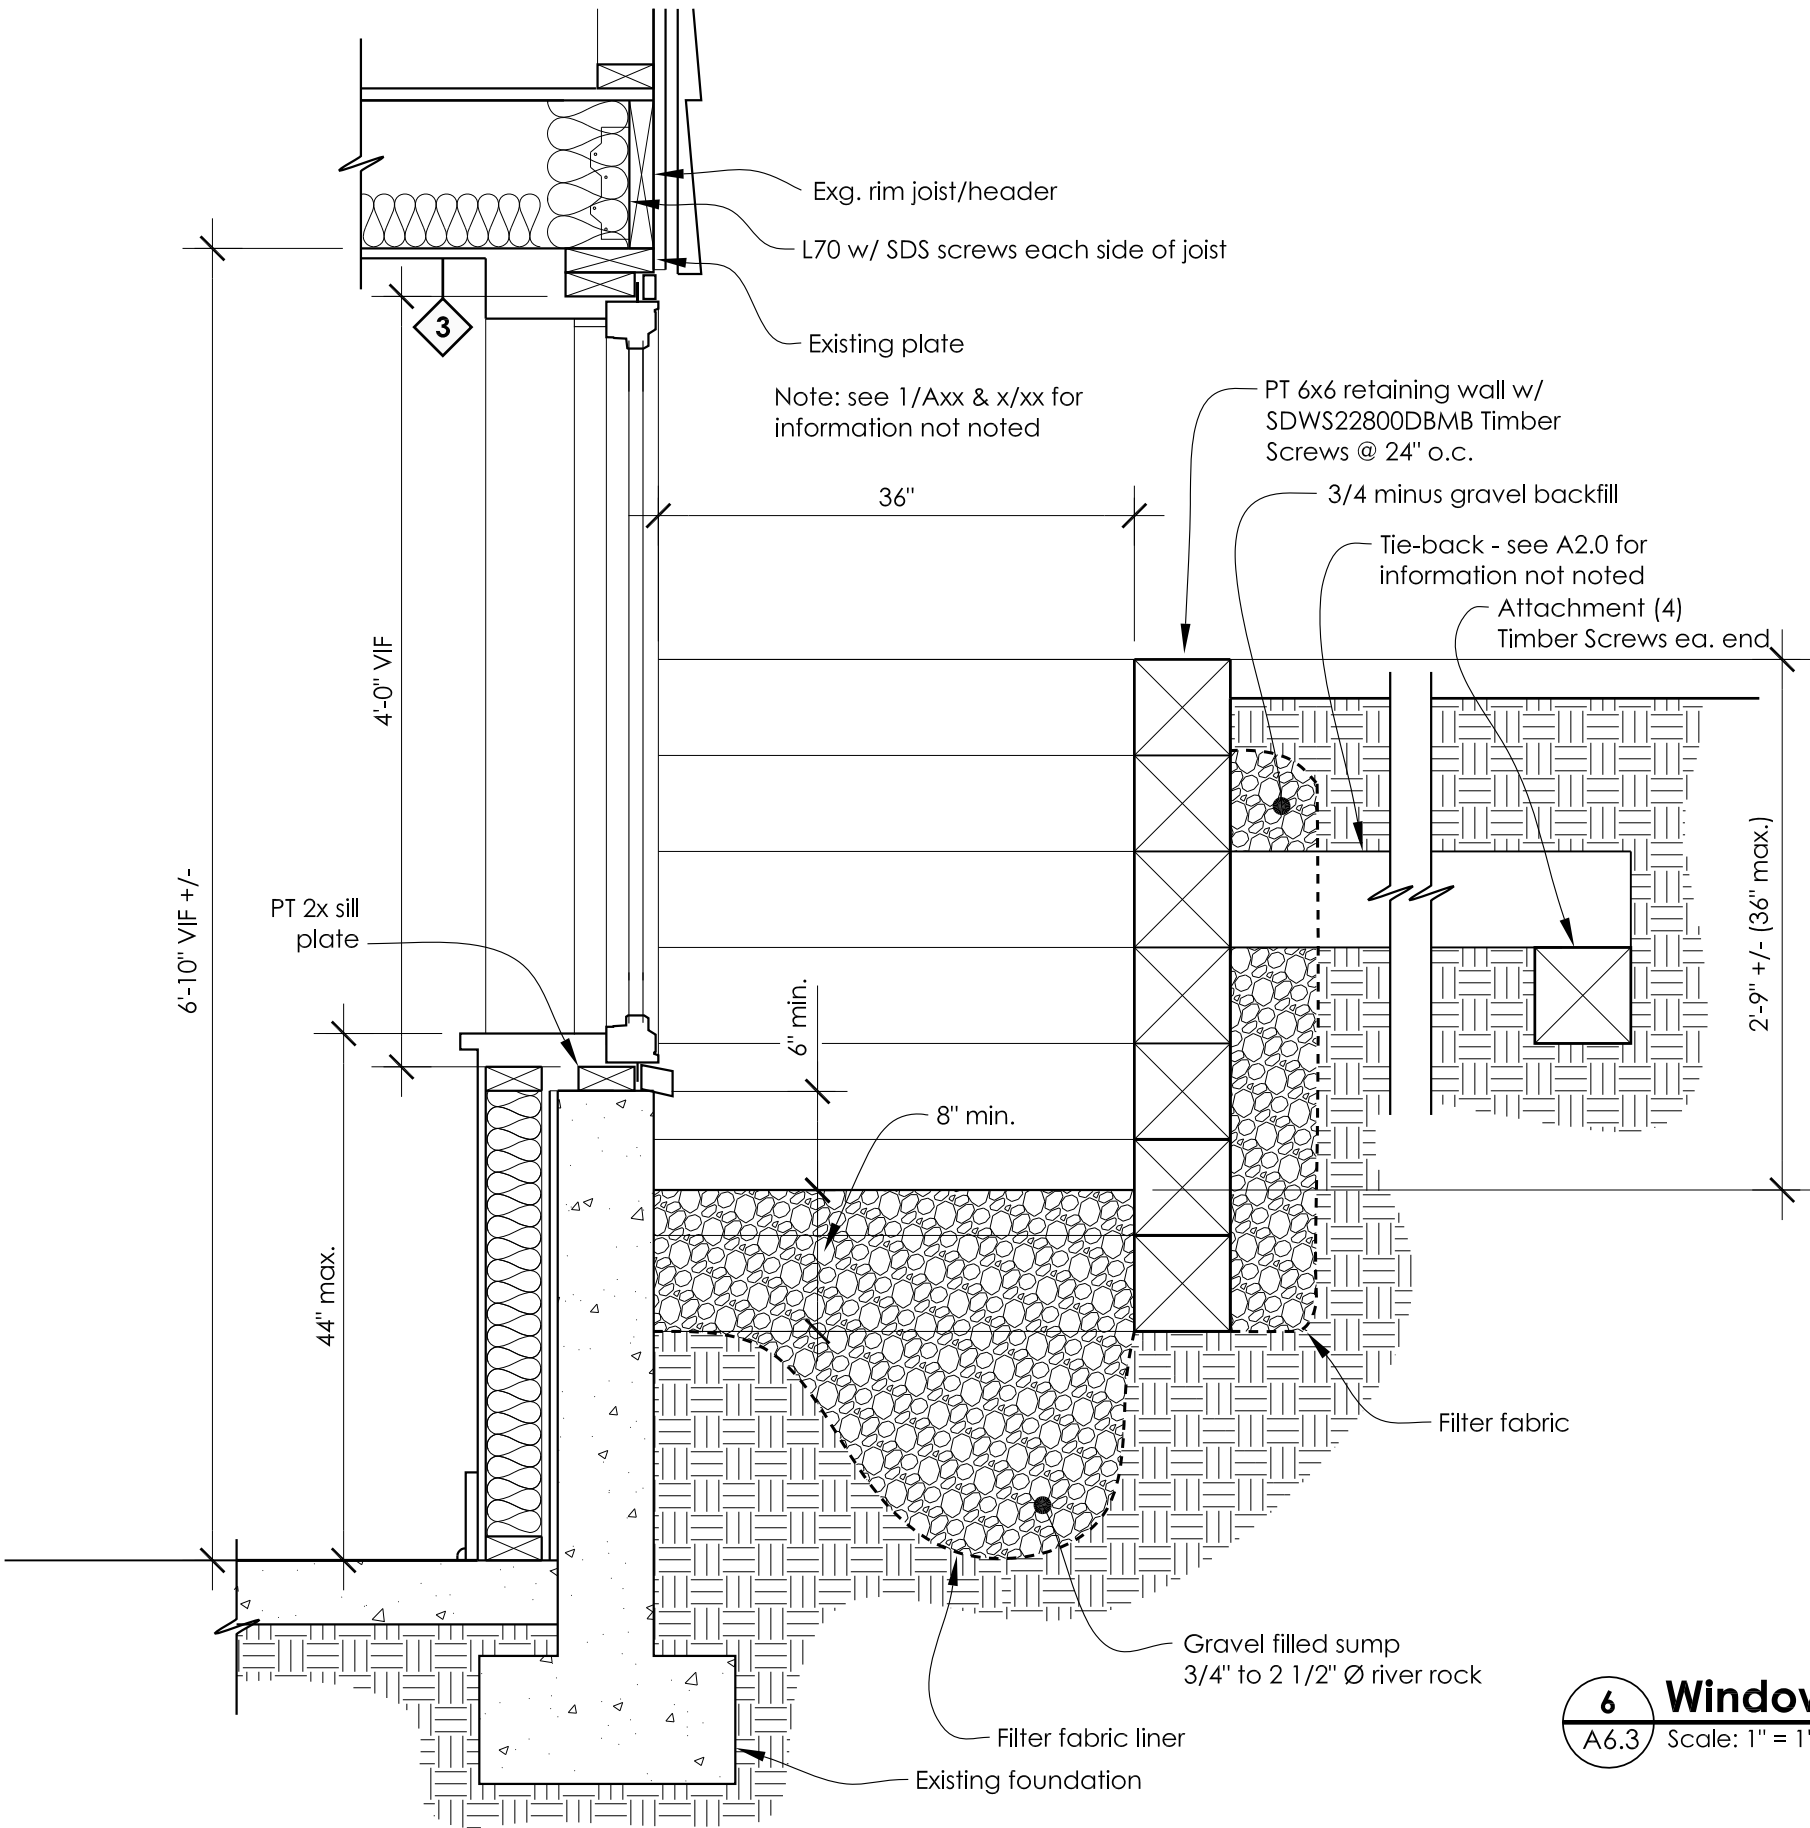 Exg. rim joist/header
L70 w/ SDS screws each side of joist
3
Existing plate
Note: see 1/Axx & x/xx for
information not noted
PT 6x6 retaining wall w/
SDWS22800DBMB Timber
Screws @ 24" o.c.
36"
3/4 minus gravel backfill
Tie-back - see A2.0 for
information not noted
Attachment (4)
Timber Screws ea. end
4'-0" VIF
6'-10" VIF +/-
2'-9" +/- (36" max.)
PT 2x sill
plate
6" min.
8" min.
44" max.
Filter fabric
Gravel filled sump
3/4" to 2 1/2" Ø river rock
Filter fabric liner
Existing foundation
6
A6.3
Scale: 1" = 1'